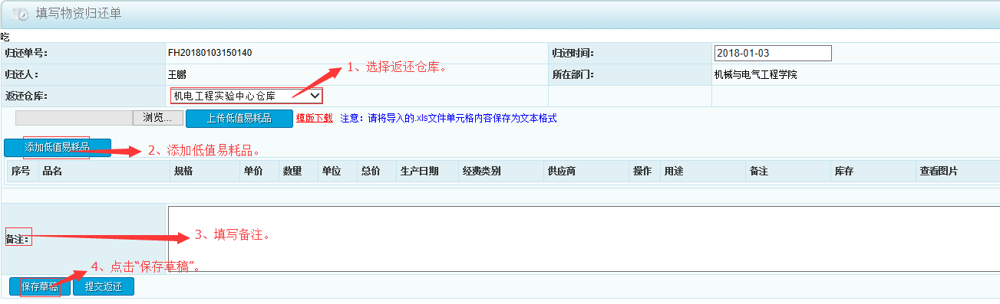 填写物资归还单
吃
归还单号： FH20180103150140 归还时间： 2018-01-03
归还人： 王鹏 1、选择返还仓库。 所在部门： 机械与电气工程学院
返还仓库： 机电工程实验中心仓库
浏览... 上传低值易耗品 模版下载 注意：请将导入的.xls文件单元格内容保存为文本格式
添加低值易耗品 2、添加低值易耗品。
序号 品名 规格 单价 数量 单位 总价 生产日期 经费类别 供应商 操作 用途 备注 库存 查看图片
备注： 3、填写备注。
4、点击“保存草稿”。
保存草稿 提交返还